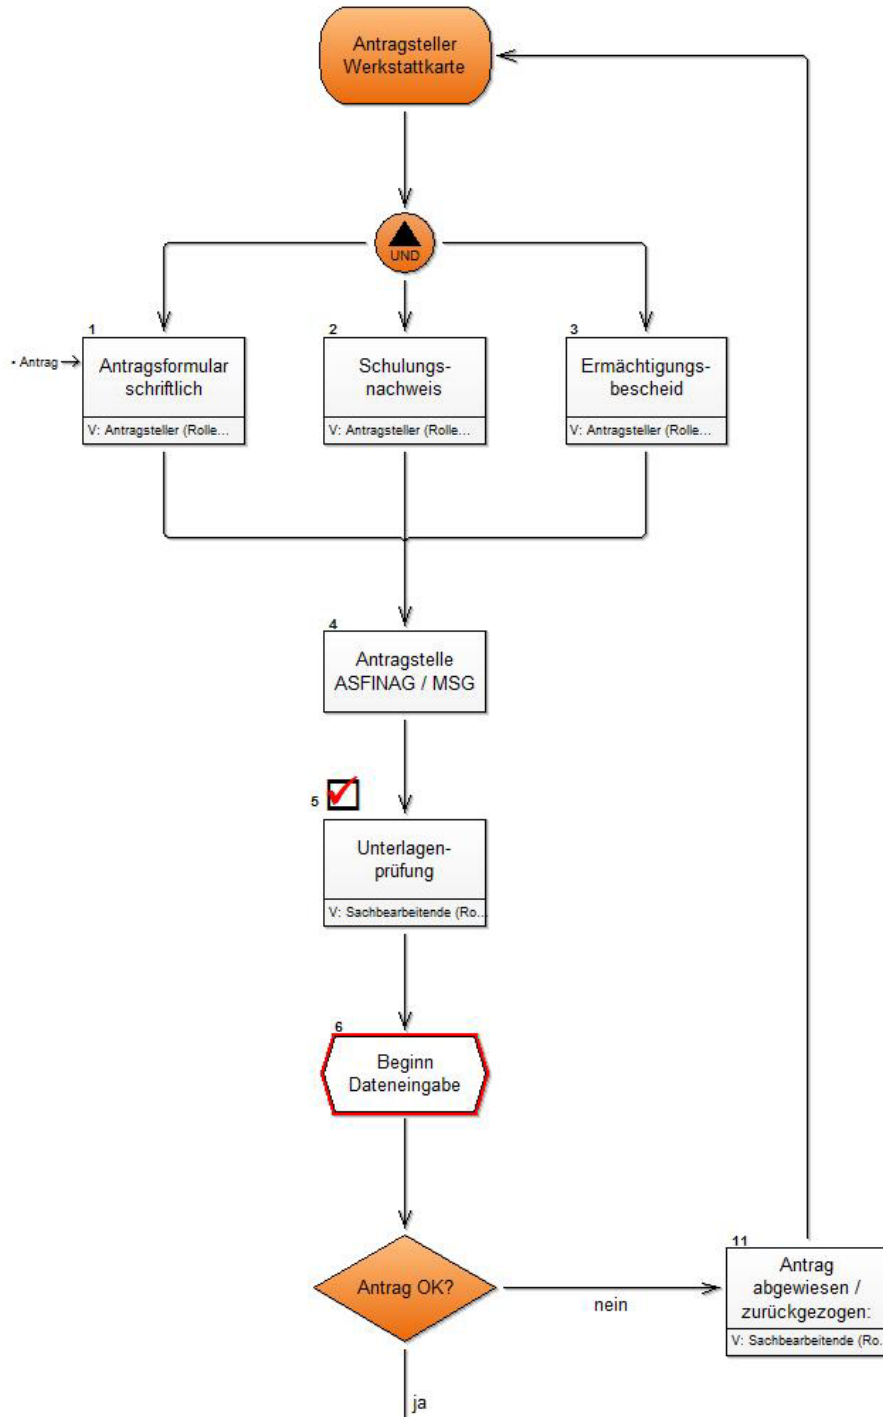 Antragsteller
Werkstattkarte
UND
1
2
3
• Antrag
Antragsformular
schriftlich
V: Antragsteller (Rolle...
Schulungs-
nachweis
V: Antragsteller (Rolle...
Ermächtigungs-
bescheid
V: Antragsteller (Rolle...
4
Antragstelle
ASFINAG / MSG
5
Unterlagen-
prüfung
V: Sachbearbeitende (Ro...
6
Beginn
Dateneingabe
Antrag OK?
nein
11
Antrag
abgewiesen /
zurückgezogen:
V: Sachbearbeitende (Ro..
ja